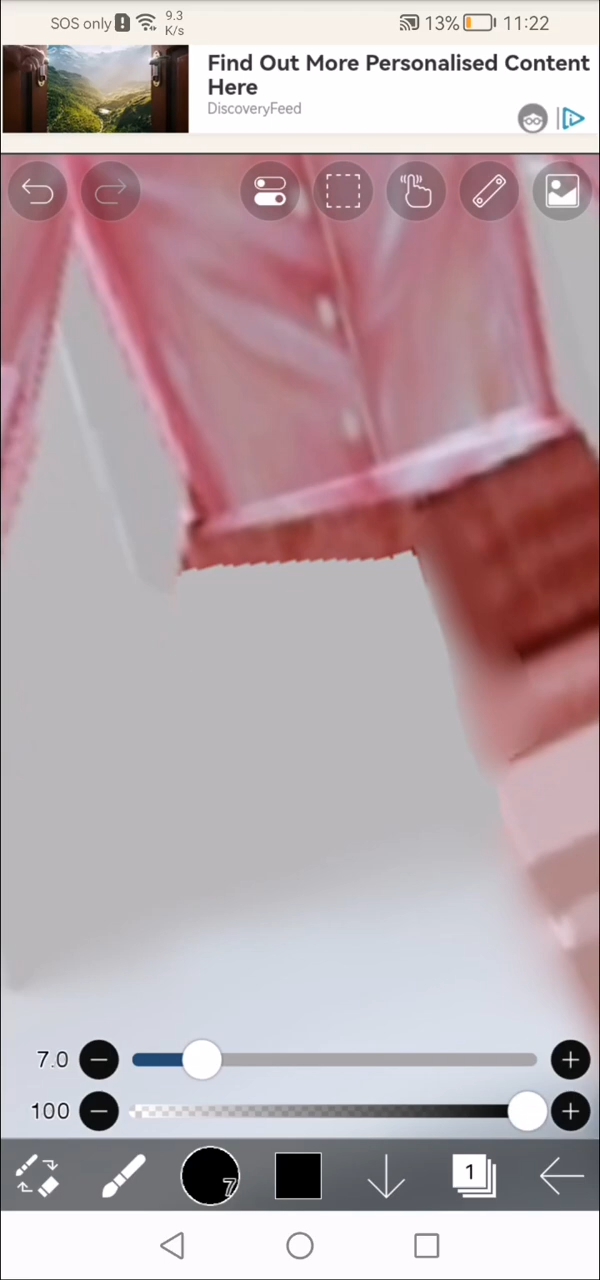 SOS only
9.3
K/s
13%
11:22
Find Out More Personalised Content
Here
DiscoveryFeed
7.0
100
7
1